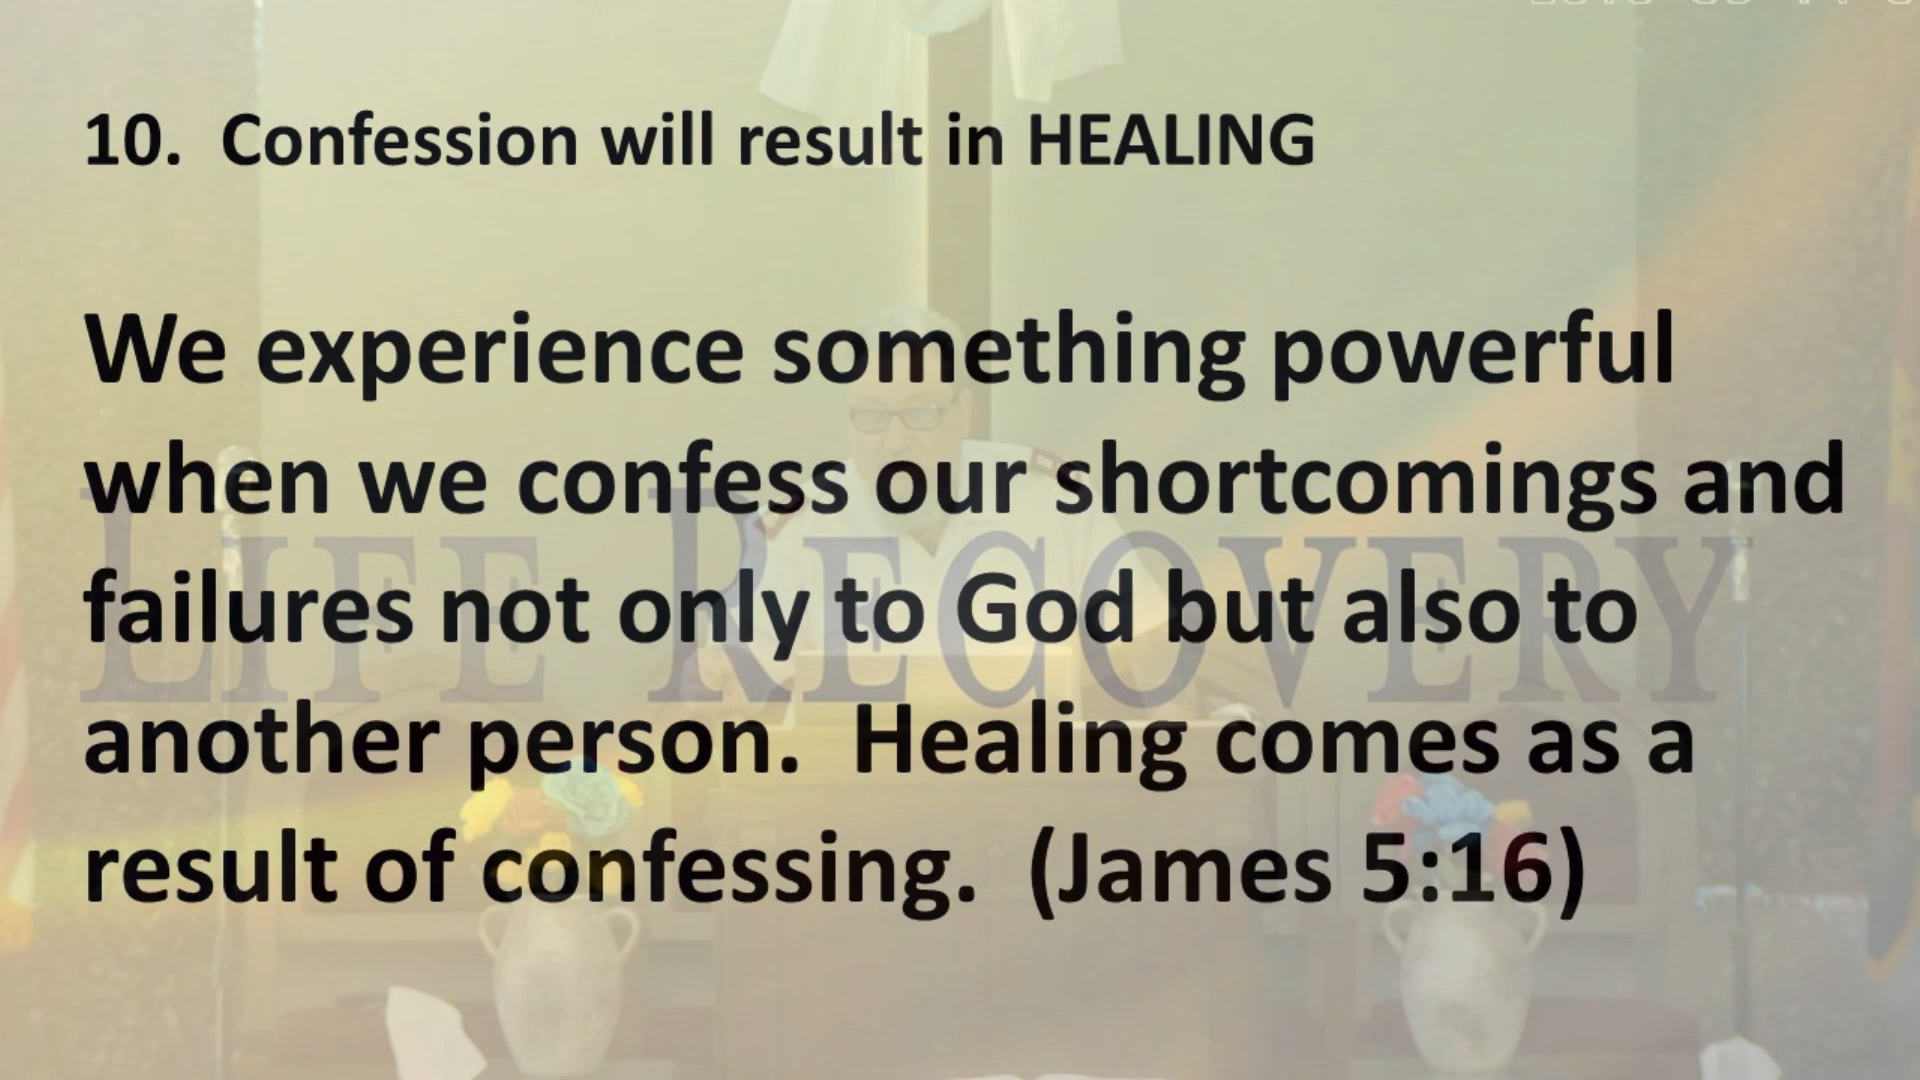 10.  Confession will result in HEALING
We experience something powerful
when we confess our shortcomings and
failures not only to God but also to
another person.  Healing comes as a
result of confessing.  (James 5:16)
LIFE RECOVERY